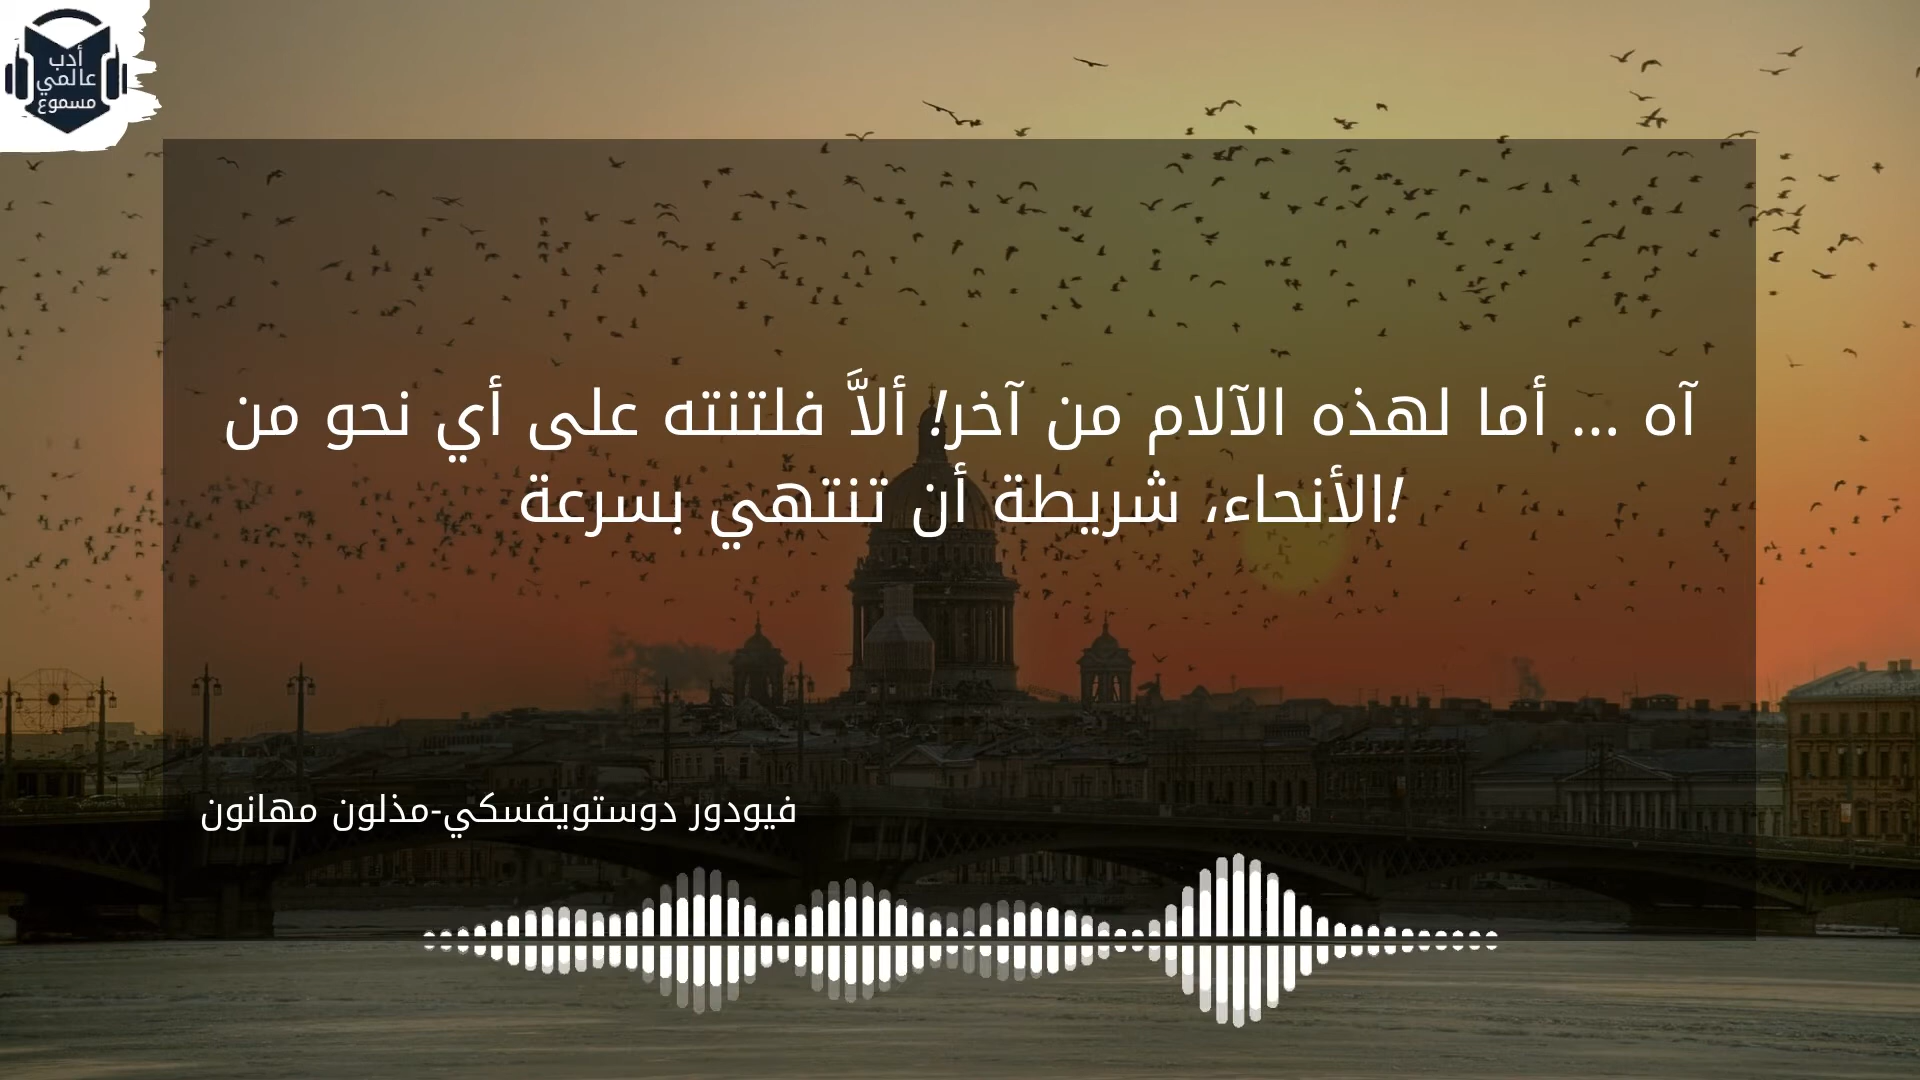 أدب
عالمي
مسموع
آه ... أما لهذه الآلام من آخر! ألاَّ فلتنته على أي نحو من
الأنحاء، شريطة أن تنتهي بسرعة!
فيودور دوستويفسكي-مذلون مهانون